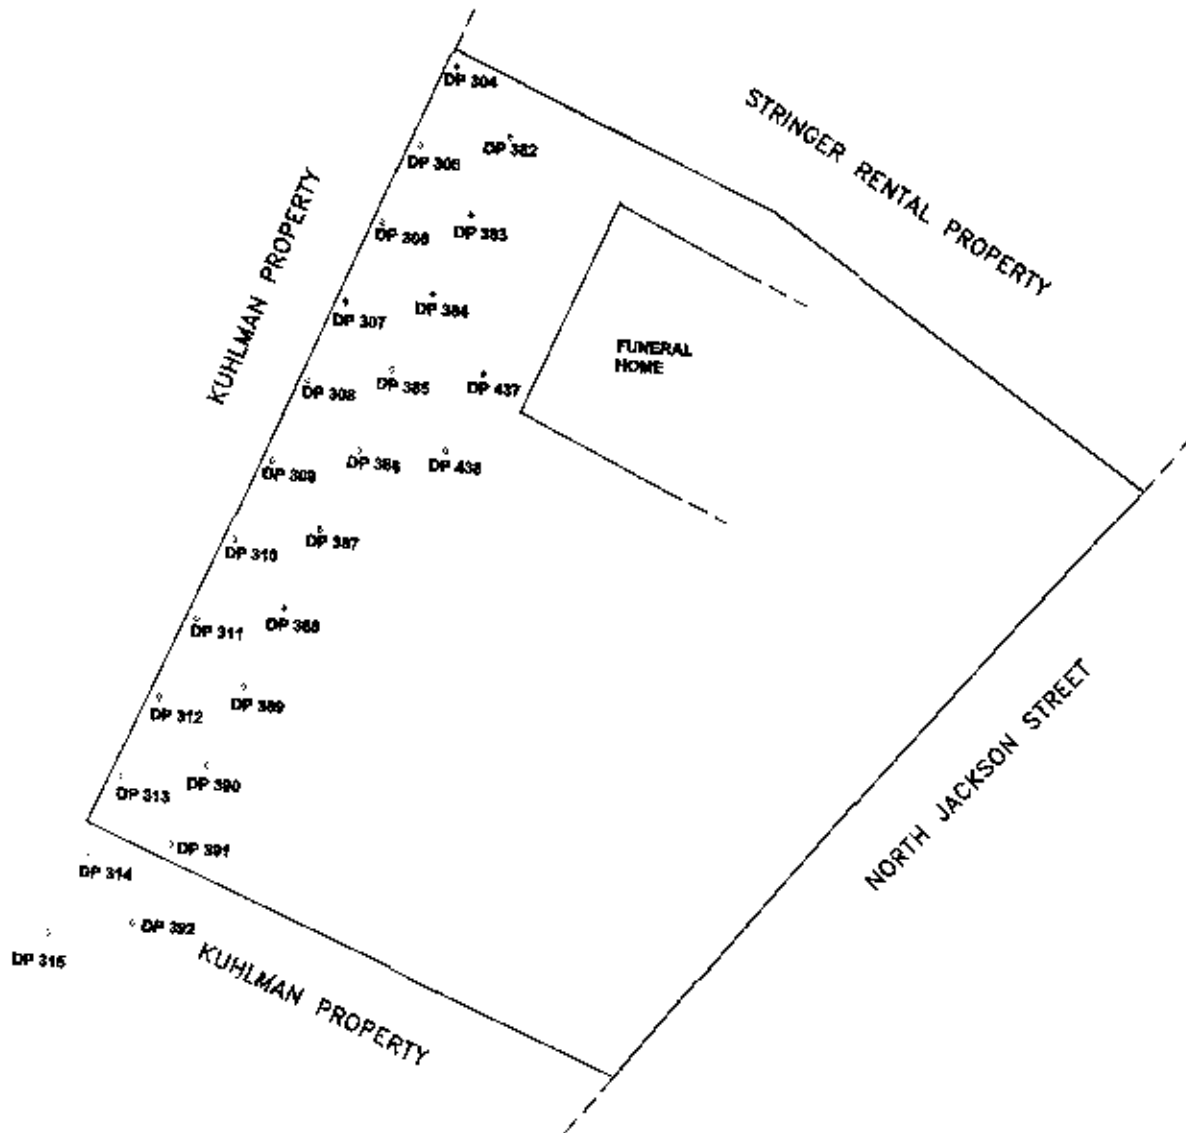 DP 304
STRINGER RENTAL PROPERTY
DP 382
DP 305
KUHLMAN PROPERTY
DP 383
DP 306
DP 384
DP 307
FUNERAL
HOME
DP 385
DP 437
DP 308
DP 386
DP 438
DP 309
DP 387
DP 310
DP 388
DP 311
DP 389
DP 312
NORTH JACKSON STREET
DP 390
DP 313
DP 391
DP 314
DP 392
DP 315
KUHLMAN PROPERTY